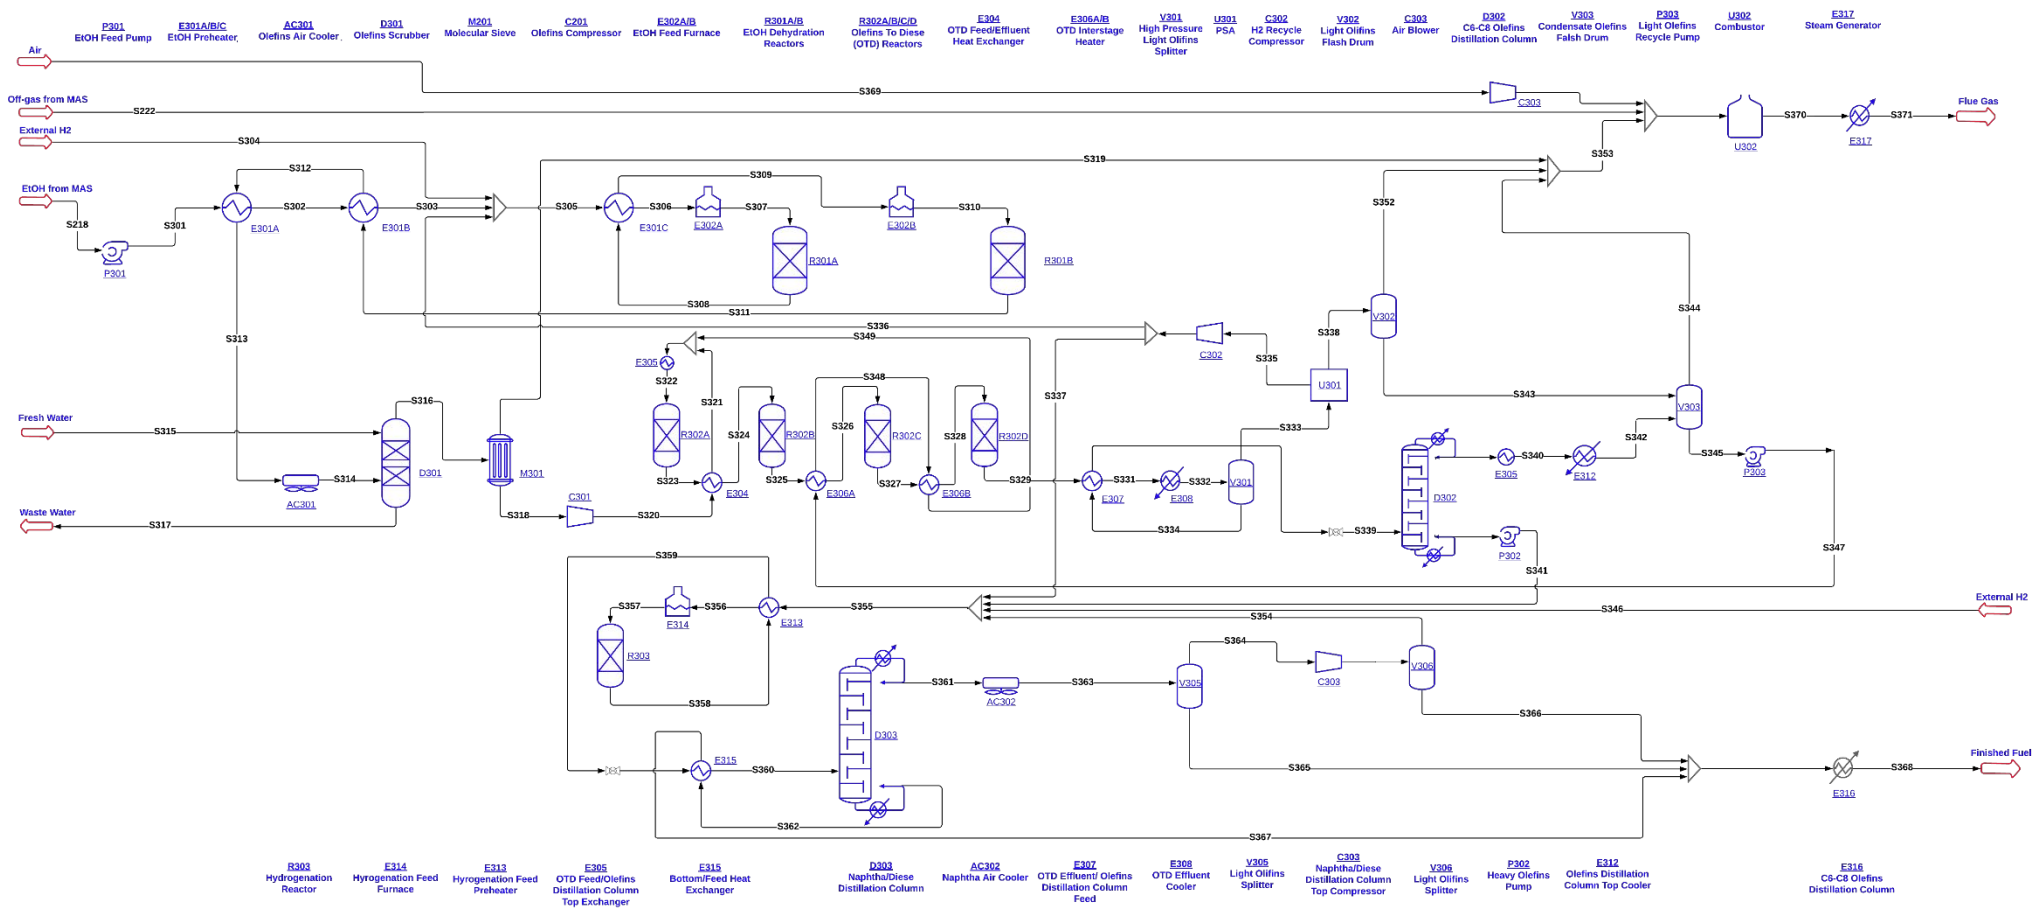 P301
EtOH Feed Pump
E301A/B/C
EtOH Preheater
AC301
Olefins Air Cooler
D301
Olefins Scrubber
M201
Molecular Sieve
C201
Olefins Compressor
E302A/B
EtOH Feed Furnace
R301A/B
EtOH Dehydration
Reactors
R302A/B/C/D
Olefins To Diese
(OTD) Reactors
E304
OTD Feed/Effluent
Heat Exchanger
E306A/B
OTD Interstage
Heater
V301
High Pressure
Light Olifins
Splitter
U301
PSA
C302
H2 Recycle
Compressor
V302
Light Olifins
Flash Drum
C303
Air Blower
D302
C6-C8 Olefins
Distillation Column
V303
Condensate Olefins
Falsh Drum
P303
Light Olefins
Recycle Pump
U302
Combustor
E317
Steam Generator
Air
S369
C303
Off-gas from MAS
S222
Flue Gas
External H2
S304
S370
S371
U302
E317
S319
S353
S312
S309
EtOH from MAS
S302
S303
S305
S306
S307
S310
S352
S218
S301
E301A
E301B
E301C
E302A
E302B
P301
R301A
R301B
S308
S311
S344
S313
S336
S349
V302
S338
C302
S335
E305
S322
S321
S348
U301
S337
S343
V303
Fresh Water
S315
S316
R302A
S324
R302B
S326
R302C
S328
R302D
S333
S342
D301
M301
S323
E304
S325
E306A
S327
E306B
S329
S331
S332
V301
E307
E308
S334
D302
E305
S340
E312
S345
P303
S314
AC301
C301
S318
S320
Waste Water
S317
S339
P302
S341
S347
S359
External H2
S357
S356
S355
S346
E314
E313
S354
R303
S364
S358
S361
AC302
S363
V305
C303
V306
D303
S366
E315
S360
S365
Finished Fuel
S368
E316
S362
S367
R303
Hydrogenation
Reactor
E314
Hyrogenation Feed
Furnace
E313
Hyrogenation Feed
Preheater
E305
OTD Feed/Olefins
Distillation Column
Top Exchanger
E315
Bottom/Feed Heat
Exchanger
D303
Naphtha/Diese
Distillation Column
AC302
Naphtha Air Cooler
E307
OTD Effluent/ Olefins
Distillation Column
Feed
E308
OTD Effluent
Cooler
V305
Light Olifins
Splitter
C303
Naphtha/Diese
Distillation Column
Top Compressor
V306
Light Olifins
Splitter
P302
Heavy Olefins
Pump
E312
Olefins Distillation
Column Top Cooler
E316
C6-C8 Olefins
Distillation Column